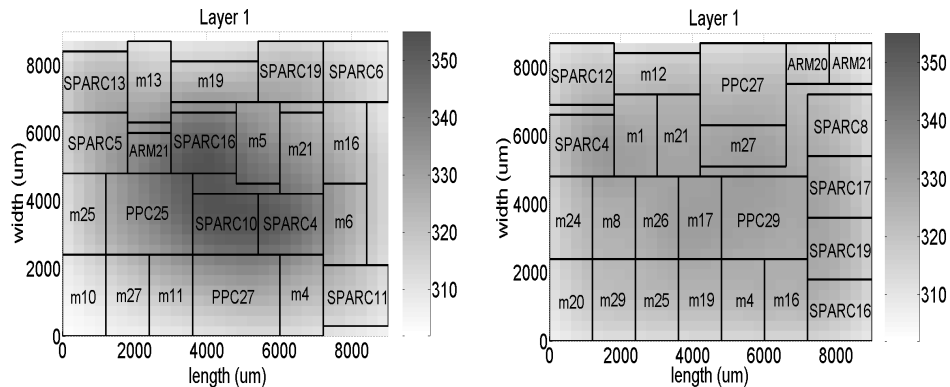 Layer 1
width (um)
8000
6000
4000
2000
0
SPARC13
m13
m19
SPARC19
SPARC6
SPARC5
ARM21
SPARC16
m5
m21
m16
m25
PPC25
SPARC10
SPARC4
m6
m10
m27
m11
PPC27
m4
SPARC11
0
2000
4000
6000
8000
length (um)
350
340
330
320
310
Layer 1
width (um)
8000
6000
4000
2000
0
SPARC12
m12
PPC27
ARM20
ARM21
SPARC4
m1
m21
m27
SPARC8
SPARC17
m24
m8
m26
m17
PPC29
SPARC19
m20
m29
m25
m19
m4
m16
SPARC16
0
2000
4000
6000
8000
length (um)
350
340
330
320
310